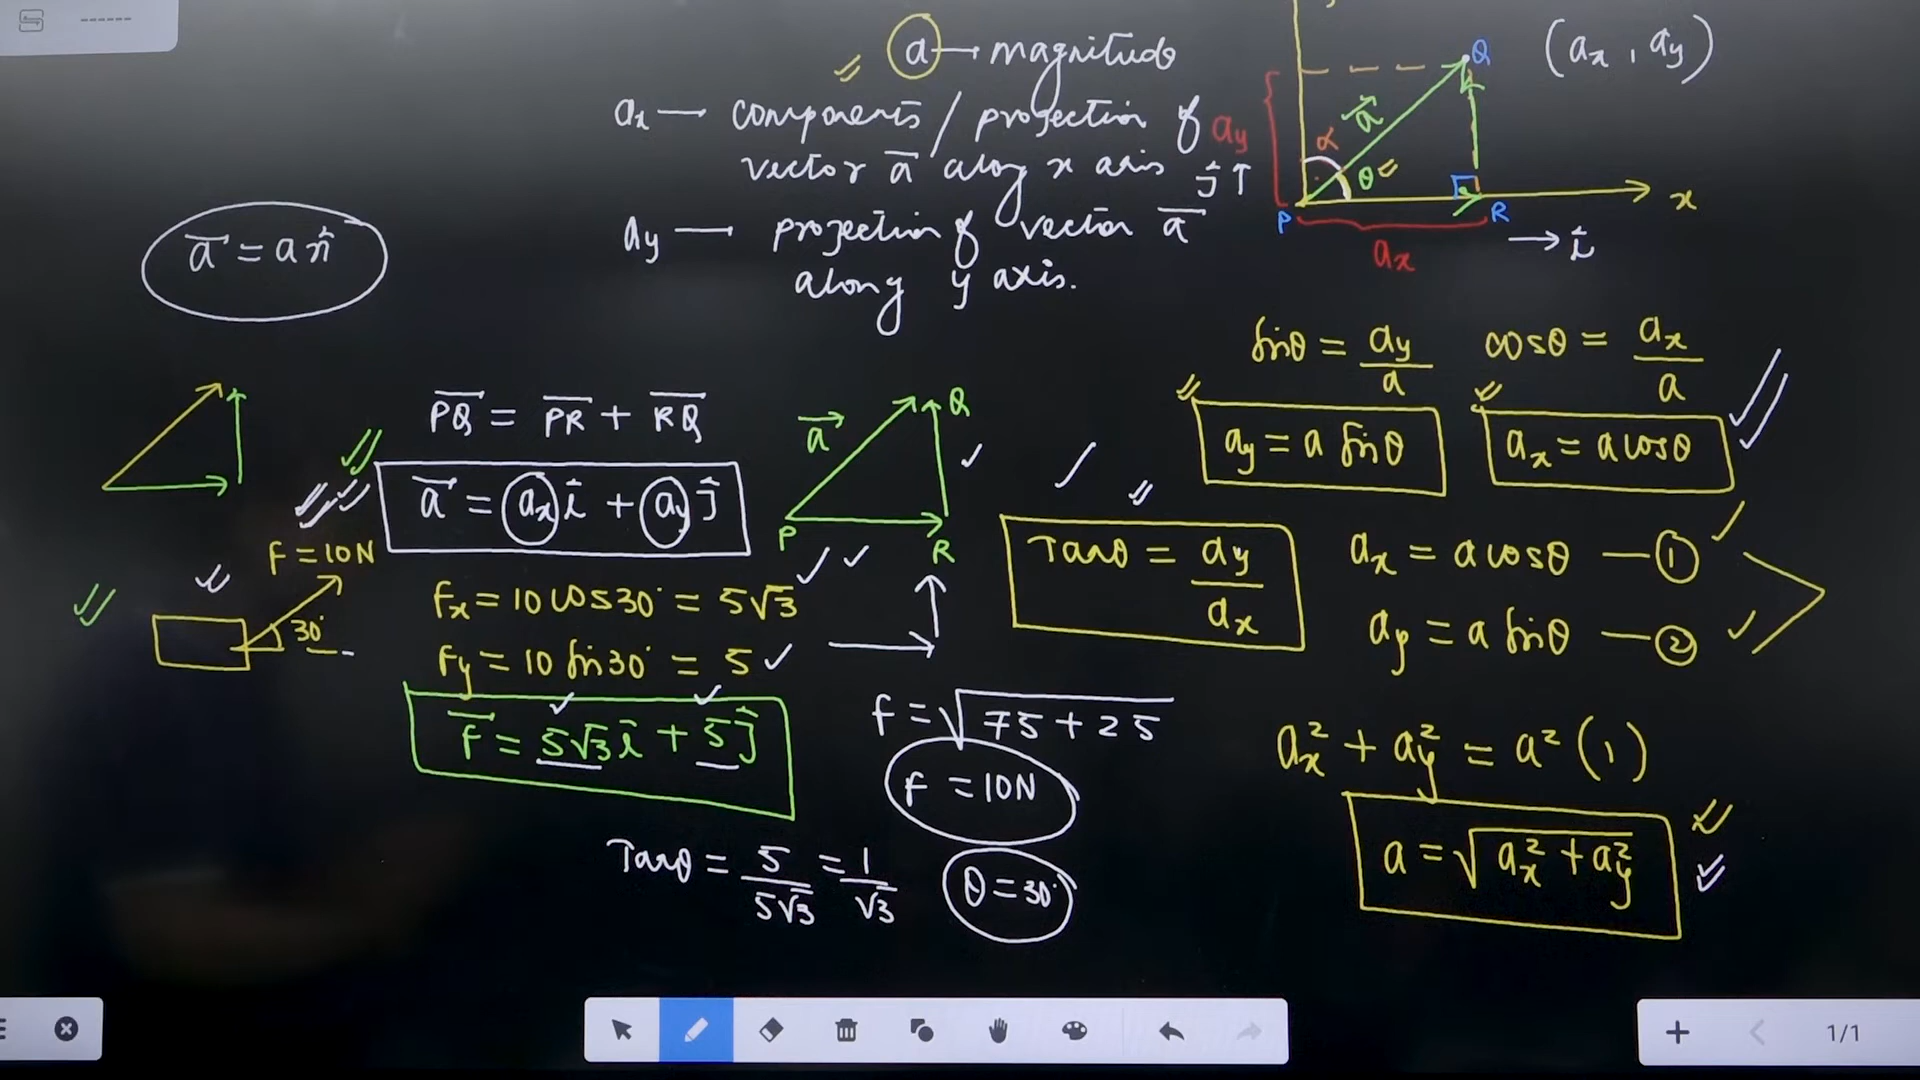 a → magnitude
ax — components / projection of
vector a⃗ along x axis
ay — projection of vector a⃗
along y axis.
a⃗ = a n̂
(ax , ay)
Q
a⃗
ay
α
θ
ĵ ↑
x
P
R
ax
→ î
sinθ = ay/a
cosθ = ax/a
ay = a sinθ
ax = a cosθ
PQ = PR + RQ
a⃗ = ax î + ay ĵ
a⃗
Q
P
R
Tanθ = ay/ax
ax = a cosθ — ①
ay = a sinθ — ②
F = 10N
30°
Fx = 10 cos30° = 5√3
Fy = 10 sin30° = 5
F⃗ = 5√3 î + 5 ĵ
f = √75 + 25
f = 10N
ax² + ay² = a² (1)
a = √ax² + ay²
Tanθ = 5/5√3 = 1/√3
θ = 30°
1/1